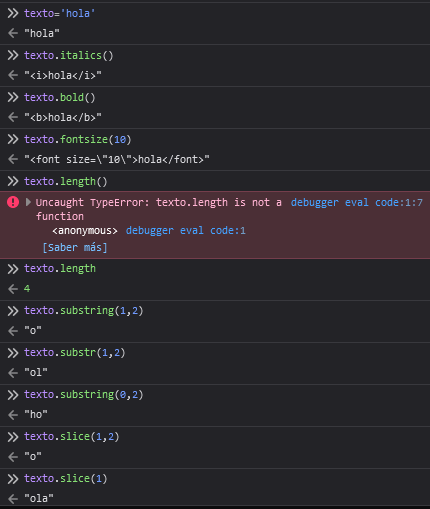 texto='hola'
"hola"
texto.italics()
"<i>hola</i>"
texto.bold()
"<b>hola</b>"
texto.fontsize(10)
"<font size=\"10\">hola</font>"
texto.length()
Uncaught TypeError: texto.length is not a debugger eval code:1:7
function
<anonymous> debugger eval code:1
[Saber más]
texto.length
4
texto.substring(1,2)
"o"
texto.substr(1,2)
"ol"
texto.substring(0,2)
"ho"
texto.slice(1,2)
"o"
texto.slice(1)
"ola"